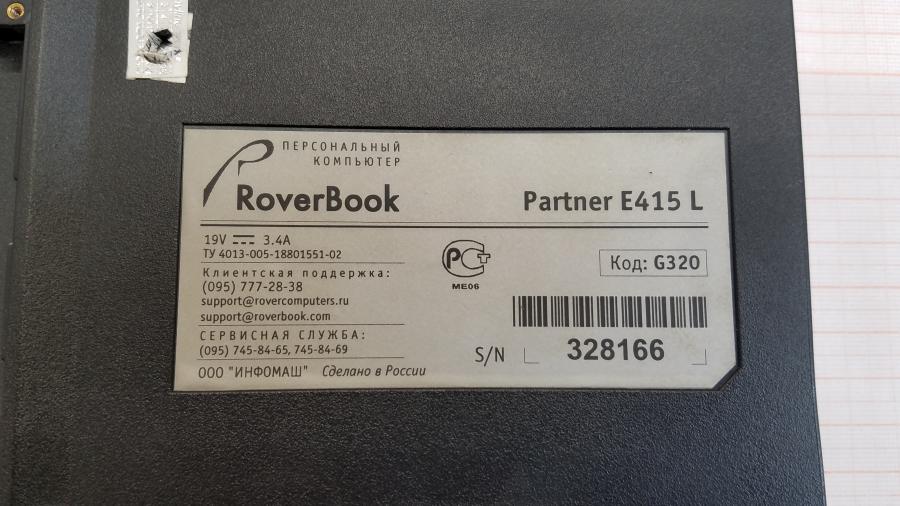 ПЕРСОНАЛЬНЫЙ
КОМПЬЮТЕР
RoverBook
Partner E415 L
19V 3.4A
ТУ 4013-005-18801551-02
Клиентская поддержка:
(095) 777-28-38
support@rovercomputers.ru
support@roverbook.com
СЕРВИСНАЯ СЛУЖБА:
(095) 745-84-65, 745-84-69
ООО "ИНФОМАШ" Сделано в России
РСТ
ME06
Код: G320
S/N 328166